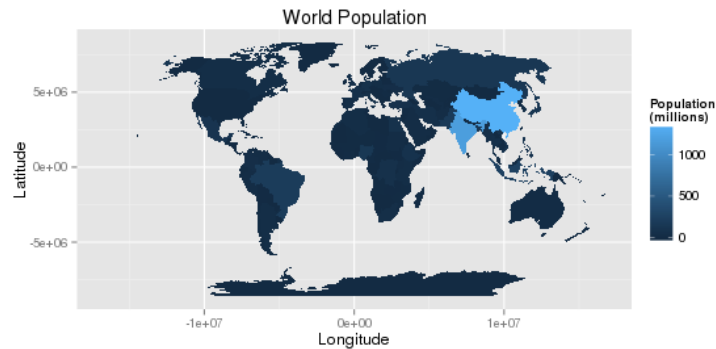 World Population
Latitude
5e+06
0e+00
-5e+06
-1e+07
0e+00
1e+07
Longitude
Population
(millions)
1000
500
0